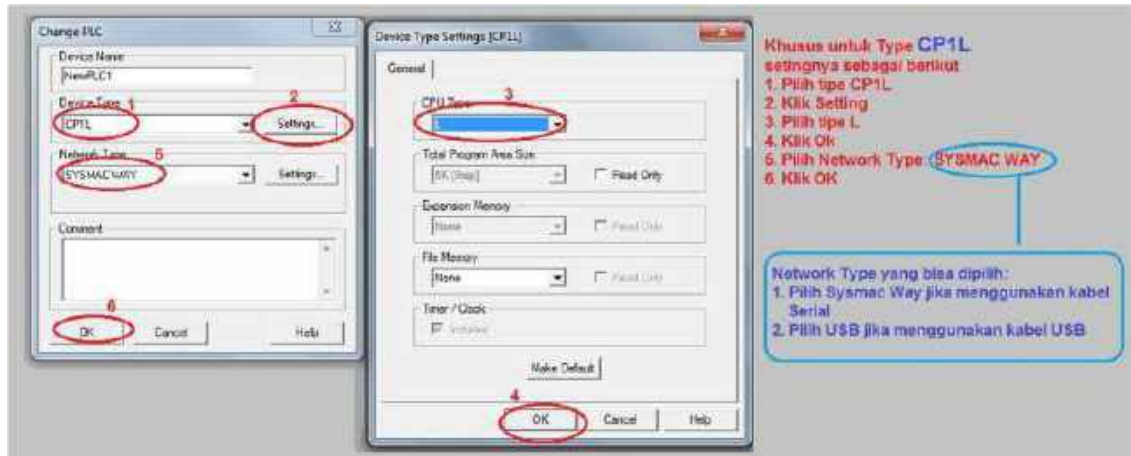 Change PLC
Device Name
NewPLC1
Device Type
1
2
CP1L
Settings...
Network Type
5
SYSMAC WAY
Settings...
Comment
6
OK
Cancel
Help
Device Type Settings [CP1L]
General
CPU Type
3
L
Total Program Area Size
Read Only
Expansion Memory
None
Read Only
File Memory
None
Read Only
Timer / Clock
Installed
Make Default
4
OK
Cancel
Help
Khusus untuk Type CP1L
setingnya sebagai berikut
1. Pilih tipe CP1L
2. Klik Setting
3. Pilih tipe L
4. Klik Ok
5. Pilih Network Type SYSMAC WAY
6. Klik OK
Network Type yang bisa dipilih:
1. Pilih Sysmac Way jika menggunakan kabel
Serial
2. Pilih USB jika menggunakan kabel USB